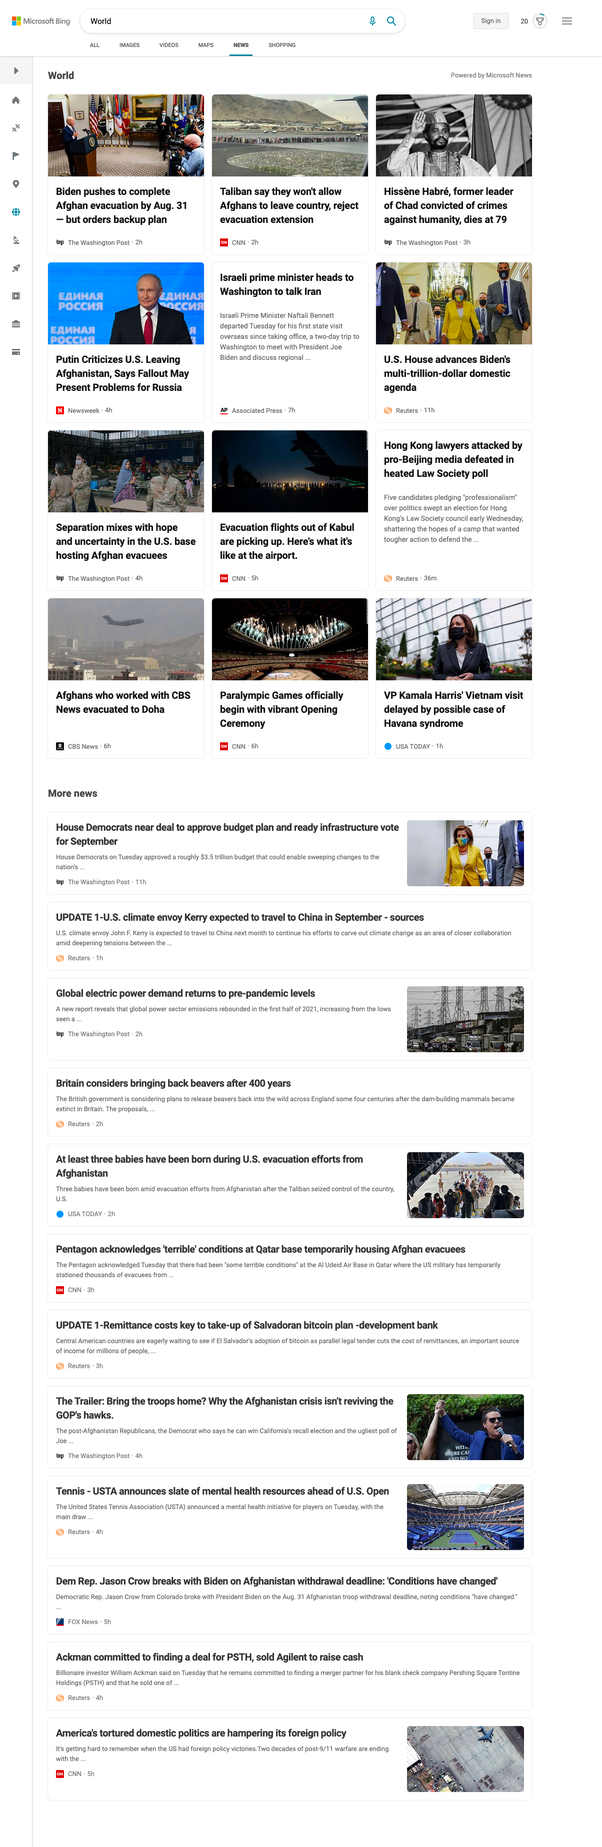 Microsoft Bing
World
Sign in
20
ALL IMAGES VIDEOS MAPS NEWS SHOPPING
World
Powered by Microsoft News
Biden pushes to complete
Afghan evacuation by Aug. 31
— but orders backup plan
The Washington Post · 2h
Taliban say they won't allow
Afghans to leave country, reject
evacuation extension
CNN · 2h
Hissène Habré, former leader
of Chad convicted of crimes
against humanity, dies at 79
The Washington Post · 3h
ЕДИНАЯ
РОССИЯ
ЕДИНАЯ
РОССИЯ
Putin Criticizes U.S. Leaving
Afghanistan, Says Fallout May
Present Problems for Russia
Newsweek · 4h
Israeli prime minister heads to
Washington to talk Iran
Israeli Prime Minister Naftali Bennett
departed Tuesday for his first state visit
overseas since taking office, a two-day trip to
Washington to meet with President Joe
Biden and discuss regional ...
AP Associated Press · 7h
U.S. House advances Biden's
multi-trillion-dollar domestic
agenda
Reuters · 11h
Separation mixes with hope
and uncertainty in the U.S. base
hosting Afghan evacuees
The Washington Post · 4h
Evacuation flights out of Kabul
are picking up. Here's what it's
like at the airport.
CNN · 5h
Hong Kong lawyers attacked by
pro-Beijing media defeated in
heated Law Society poll
Five candidates pledging "professionalism"
over politics swept an election for Hong
Kong's Law Society council early Wednesday,
shattering the hopes of a camp that wanted
tougher action to defend the ...
Reuters · 36m
Afghans who worked with CBS
News evacuated to Doha
CBS News · 6h
Paralympic Games officially
begin with vibrant Opening
Ceremony
CNN · 6h
VP Kamala Harris' Vietnam visit
delayed by possible case of
Havana syndrome
USA TODAY · 1h
More news
House Democrats near deal to approve budget plan and ready infrastructure vote
for September
House Democrats on Tuesday approved a roughly $3.5 trillion budget that could enable sweeping changes to the
nation's ...
The Washington Post · 11h
UPDATE 1-U.S. climate envoy Kerry expected to travel to China in September - sources
U.S. climate envoy John F. Kerry is expected to travel to China next month to continue his efforts to carve out climate change as an area of closer collaboration
amid deepening tensions between the ...
Reuters · 1h
Global electric power demand returns to pre-pandemic levels
A new report reveals that global power sector emissions rebounded in the first half of 2021, increasing from the lows
seen a ...
The Washington Post · 2h
Britain considers bringing back beavers after 400 years
The British government is considering plans to release beavers back into the wild across England some four centuries after the dam-building mammals became
extinct in Britain. The proposals, ...
Reuters · 2h
At least three babies have been born during U.S. evacuation efforts from
Afghanistan
Three babies have been born amid evacuation efforts from Afghanistan after the Taliban seized control of the country,
U.S.
USA TODAY · 2h
Pentagon acknowledges 'terrible' conditions at Qatar base temporarily housing Afghan evacuees
The Pentagon acknowledged Tuesday that there had been "some terrible conditions" at the Al Udeid Air Base in Qatar where the US military has temporarily
stationed thousands of evacuees from ...
CNN · 3h
UPDATE 1-Remittance costs key to take-up of Salvadoran bitcoin plan -development bank
Central American countries are eagerly waiting to see if El Salvador's adoption of bitcoin as parallel legal tender cuts the cost of remittances, an important source
of income for millions of people, ...
Reuters · 3h
The Trailer: Bring the troops home? Why the Afghanistan crisis isn't reviving the
GOP's hawks.
The post-Afghanistan Republicans, the Democrat who says he can win California's recall election and the ugliest poll of
Joe ...
The Washington Post · 4h
Tennis - USTA announces slate of mental health resources ahead of U.S. Open
The United States Tennis Association (USTA) announced a mental health initiative for players on Tuesday, with the
main draw ...
Reuters · 4h
Dem Rep. Jason Crow breaks with Biden on Afghanistan withdrawal deadline: 'Conditions have changed'
Democratic Rep. Jason Crow from Colorado broke with President Biden on the Aug. 31 Afghanistan troop withdrawal deadline, noting conditions "have changed."
...
FOX News · 5h
Ackman committed to finding a deal for PSTH, sold Agilent to raise cash
Billionaire investor William Ackman said on Tuesday that he remains committed to finding a merger partner for his blank check company Pershing Square Tontine
Holdings (PSTH) and that he sold one of ...
Reuters · 4h
America's tortured domestic politics are hampering its foreign policy
It's getting hard to remember when the US had foreign policy victories.Two decades of post-9/11 warfare are ending
with the ...
CNN · 5h